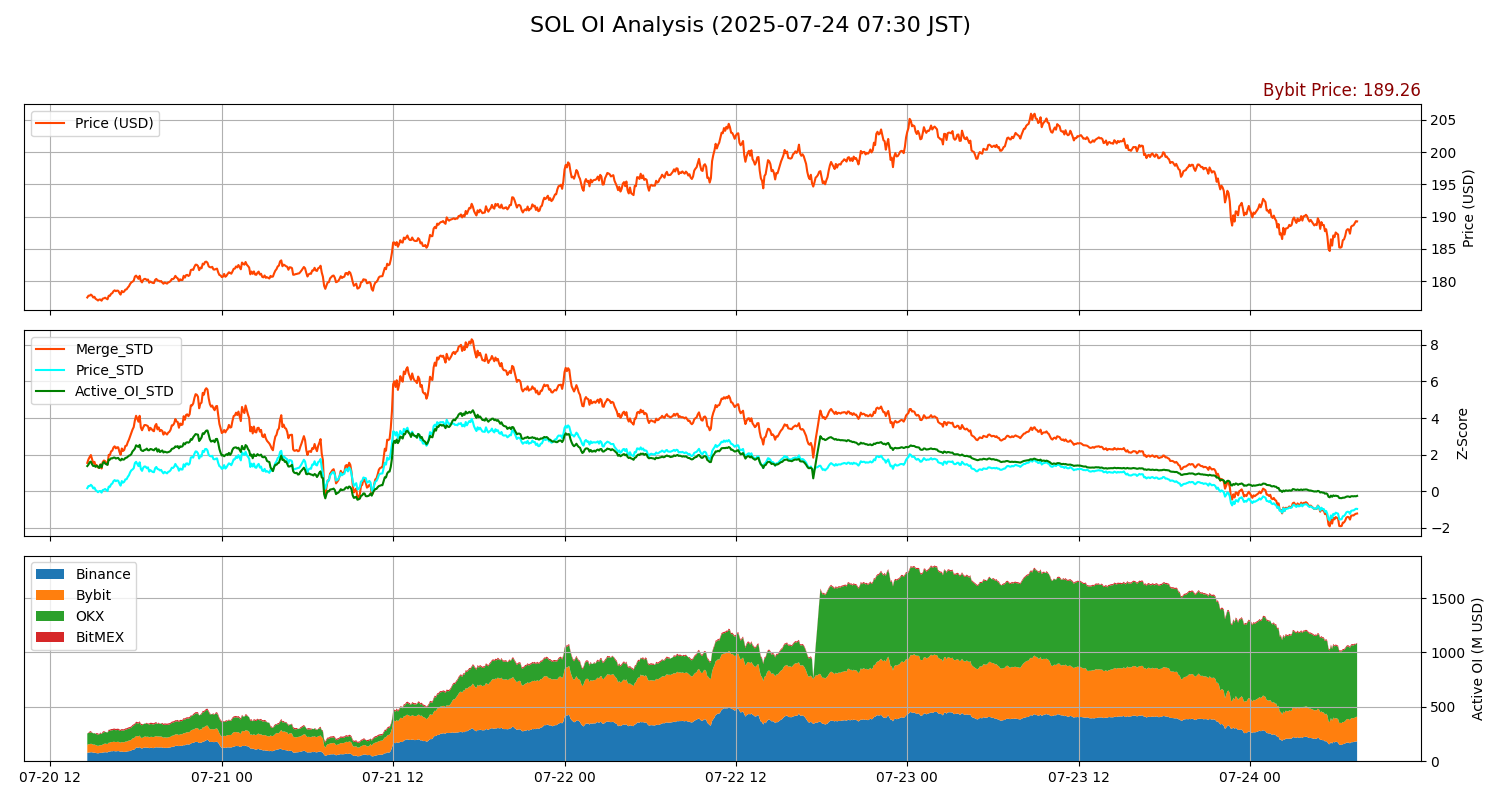 SOL OI Analysis (2025-07-24 07:30 JST)
Bybit Price: 189.26
Price (USD)
205
200
195
190
185
180
Price (USD)
Merge_STD
Price_STD
Active_OI_STD
8
6
4
2
0
−2
Z-Score
Binance
Bybit
OKX
BitMEX
1500
1000
500
0
Active OI (M USD)
07-20 12
07-21 00
07-21 12
07-22 00
07-22 12
07-23 00
07-23 12
07-24 00